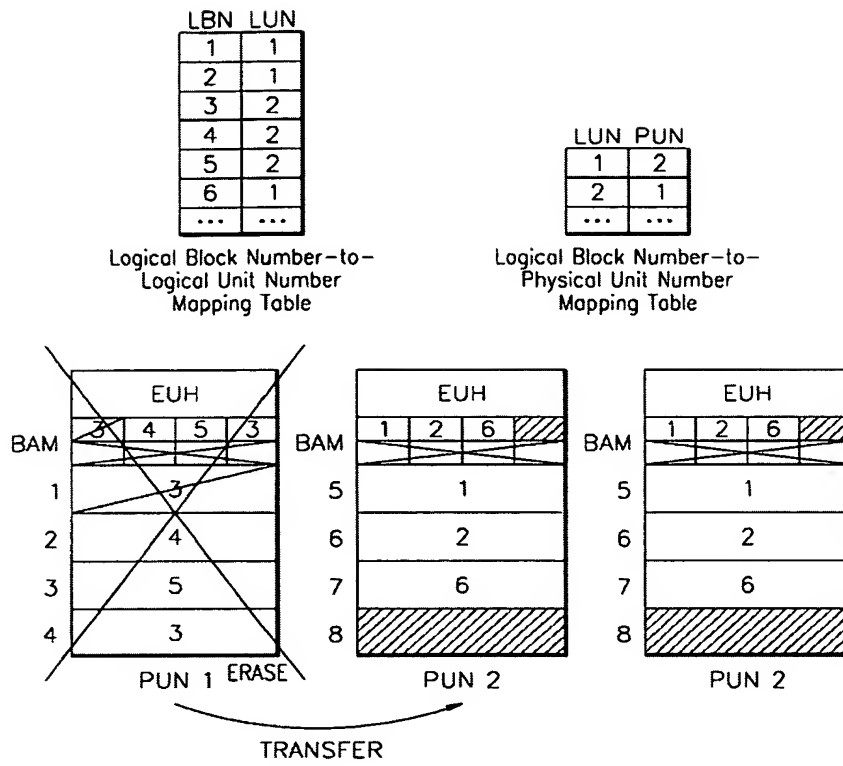 LBN LUN
1 1
2 1
3 2
4 2
5 2
6 1
... ...
Logical Block Number-to-
Logical Unit Number
Mapping Table
LUN PUN
1 2
2 1
... ...
Logical Block Number-to-
Physical Unit Number
Mapping Table
EUH
BAM
3 4 5 3
1 3
2 4
3 5
4 3
PUN 1 ERASE
EUH
BAM
1 2 6
5 1
6 2
7 6
8
PUN 2
EUH
BAM
1 2 6
5 1
6 2
7 6
8
PUN 2
TRANSFER